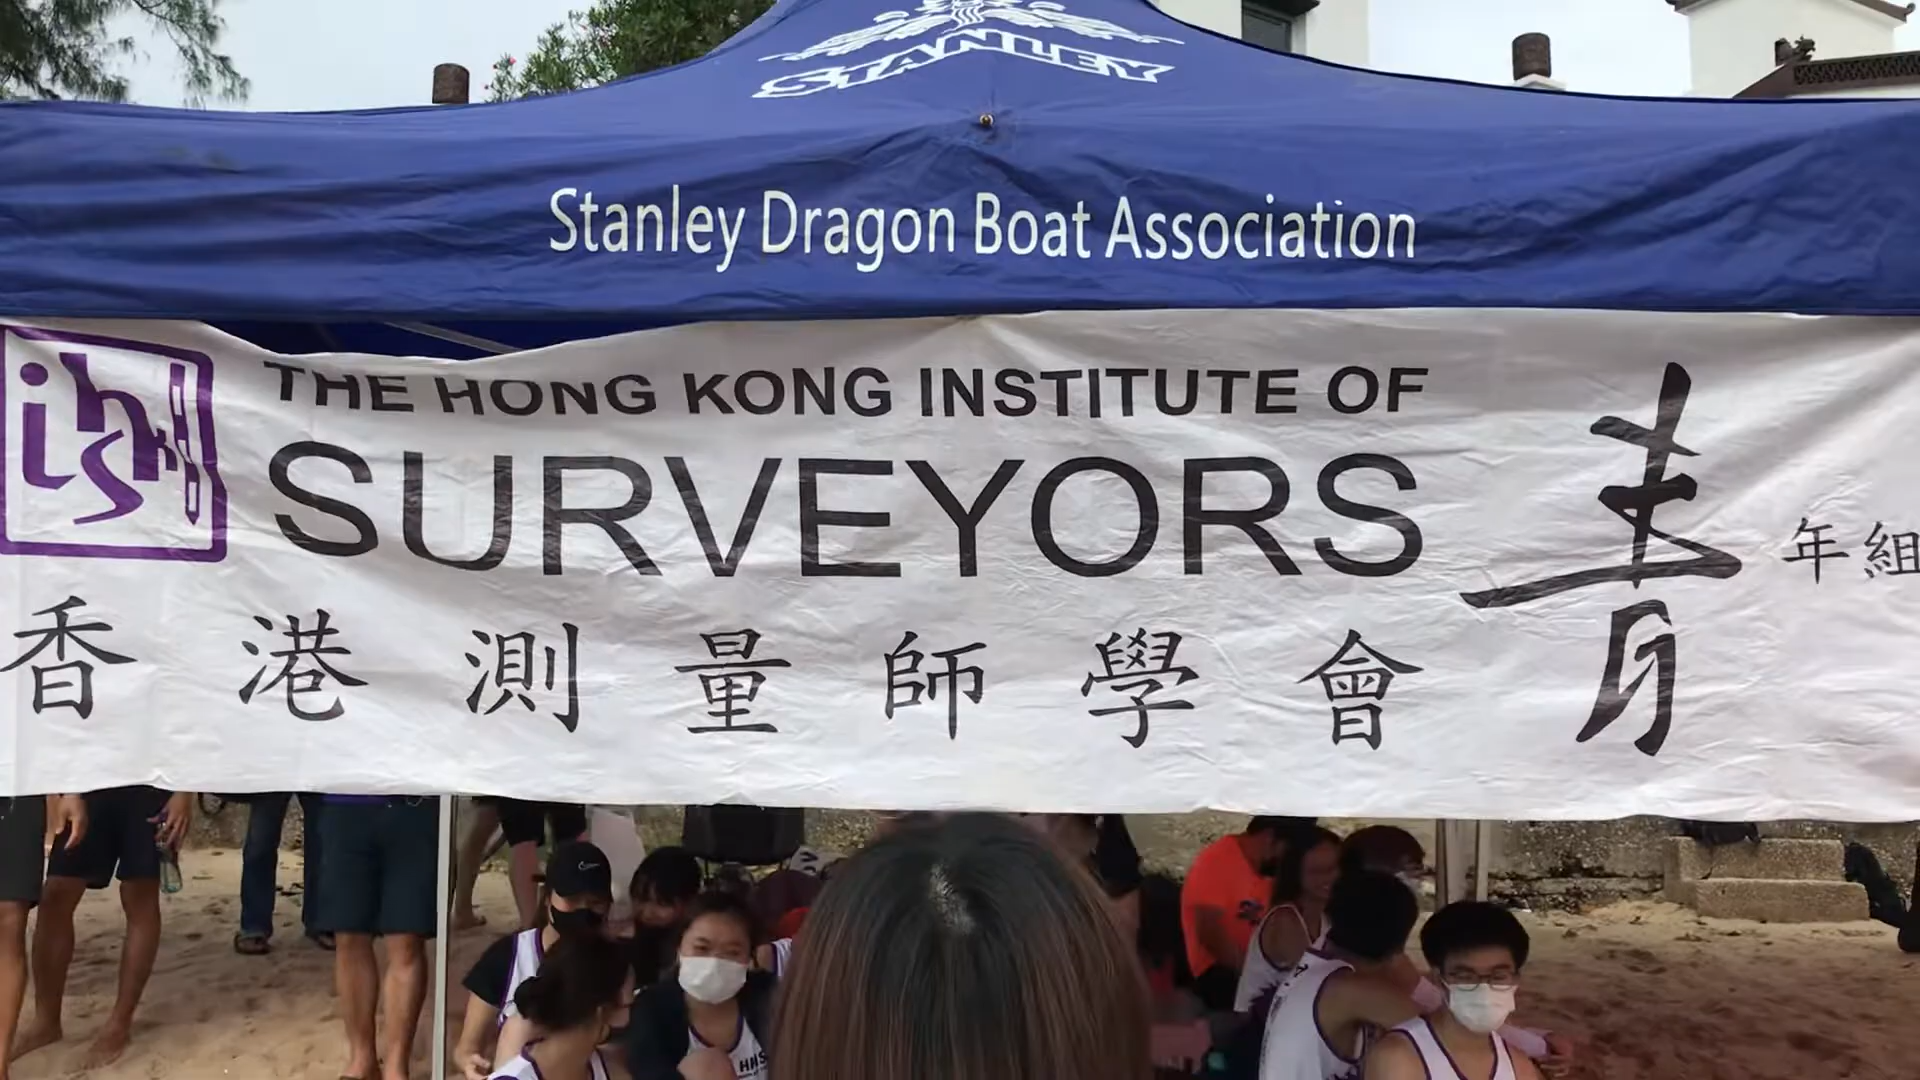 STANLEY
Stanley Dragon Boat Association
THE HONG KONG INSTITUTE OF
SURVEYORS
青年組
香港測量師學會